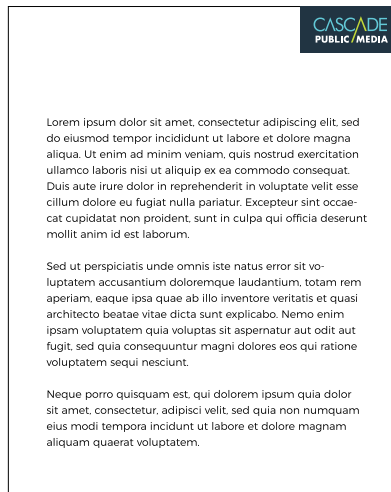 CASCADE
PUBLIC MEDIA
Lorem ipsum dolor sit amet, consectetur adipiscing elit, sed
do eiusmod tempor incididunt ut labore et dolore magna
aliqua. Ut enim ad minim veniam, quis nostrud exercitation
ullamco laboris nisi ut aliquip ex ea commodo consequat.
Duis aute irure dolor in reprehenderit in voluptate velit esse
cillum dolore eu fugiat nulla pariatur. Excepteur sint occae-
cat cupidatat non proident, sunt in culpa qui officia deserunt
mollit anim id est laborum.
Sed ut perspiciatis unde omnis iste natus error sit vo-
luptatem accusantium doloremque laudantium, totam rem
aperiam, eaque ipsa quae ab illo inventore veritatis et quasi
architecto beatae vitae dicta sunt explicabo. Nemo enim
ipsam voluptatem quia voluptas sit aspernatur aut odit aut
fugit, sed quia consequuntur magni dolores eos qui ratione
voluptatem sequi nesciunt.
Neque porro quisquam est, qui dolorem ipsum quia dolor
sit amet, consectetur, adipisci velit, sed quia non numquam
eius modi tempora incidunt ut labore et dolore magnam
aliquam quaerat voluptatem.